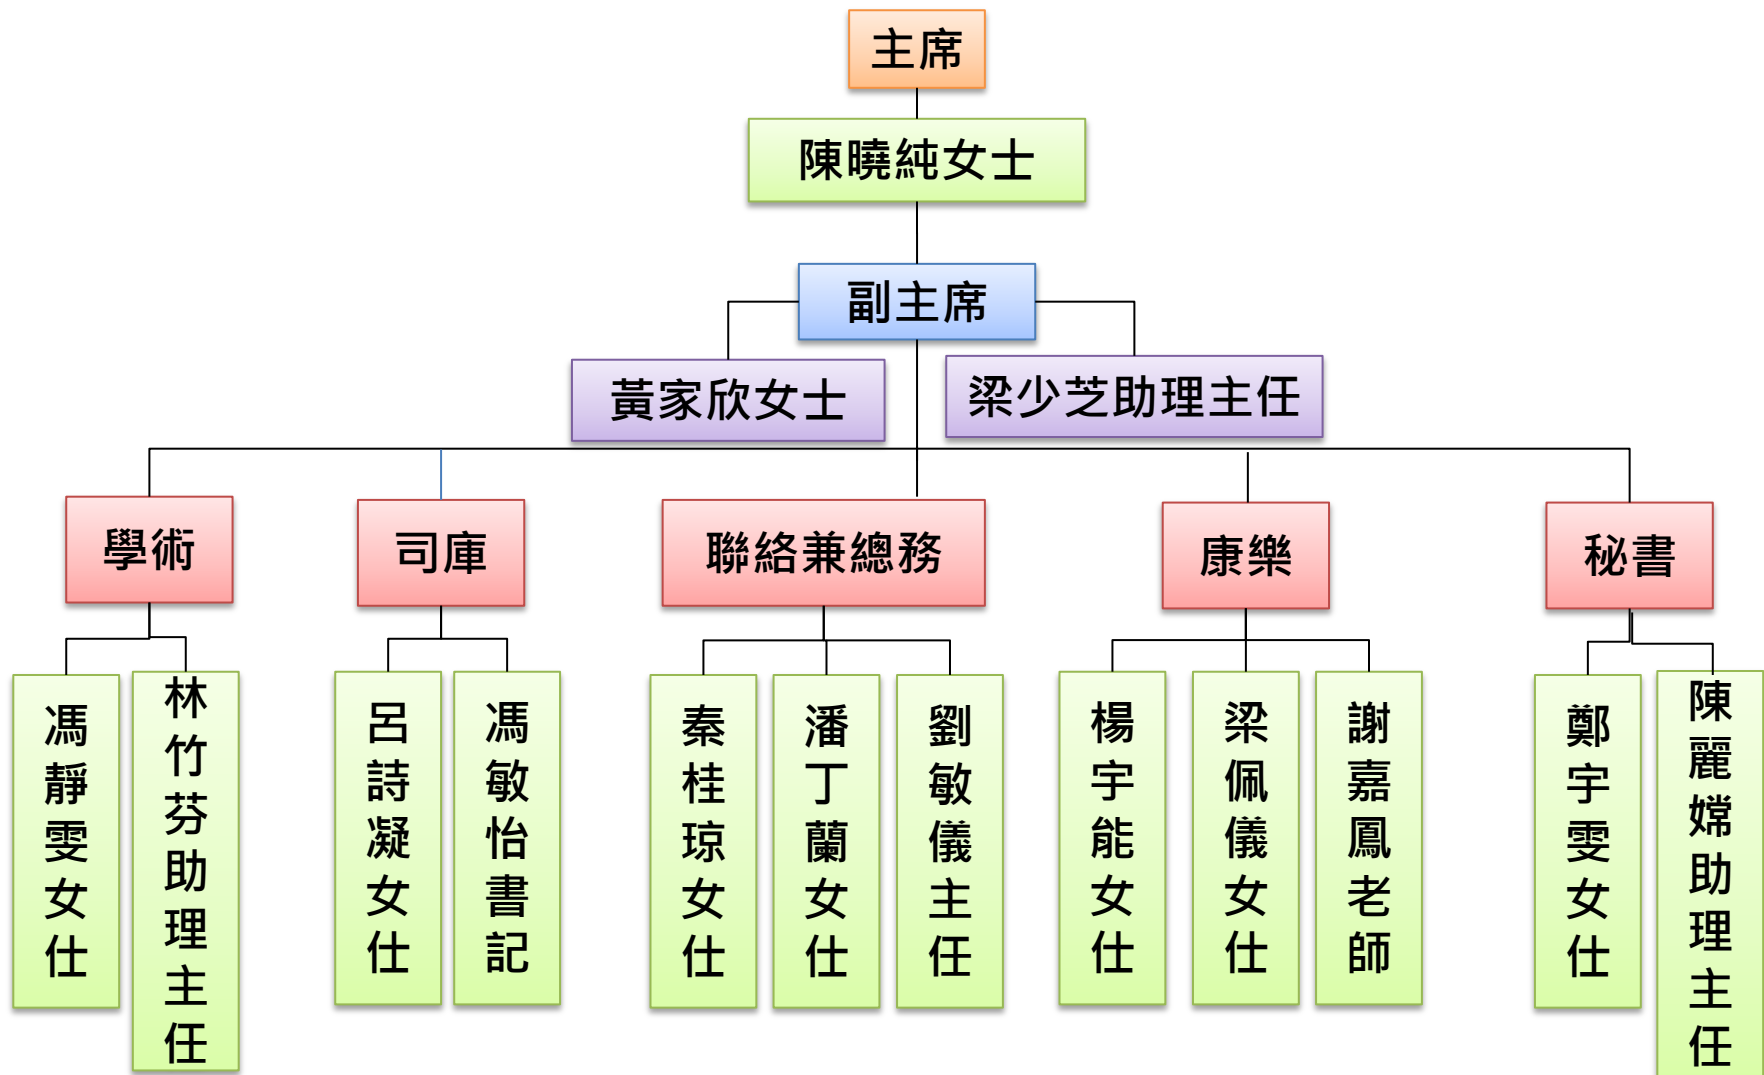 主席
陳曉純女士
副主席
黃家欣女士
梁少芝助理主任
學術
司庫
聯絡兼總務
康樂
秘書
馮靜雯女仕
林竹芬助理主任
呂詩凝女仕
馮敏怡書記
秦桂琼女仕
潘丁蘭女仕
劉敏儀主任
楊宇能女仕
梁佩儀女仕
謝嘉鳳老師
鄭宇雯女仕
陳麗嫦助理主任